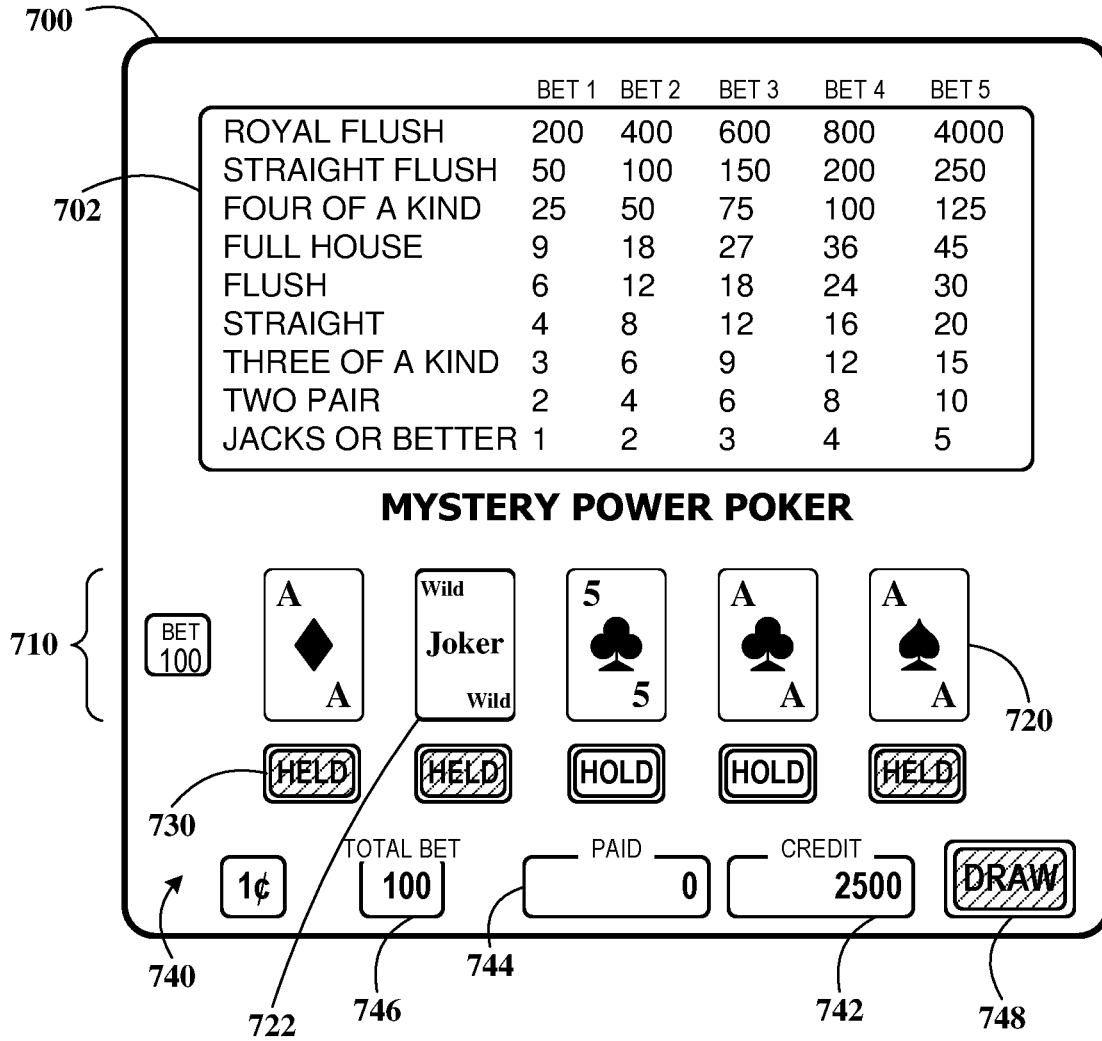 700
BET 1 BET 2 BET 3 BET 4 BET 5
ROYAL FLUSH 200 400 600 800 4000
STRAIGHT FLUSH 50 100 150 200 250
702
FOUR OF A KIND 25 50 75 100 125
FULL HOUSE 9 18 27 36 45
FLUSH 6 12 18 24 30
STRAIGHT 4 8 12 16 20
THREE OF A KIND 3 6 9 12 15
TWO PAIR 2 4 6 8 10
JACKS OR BETTER 1 2 3 4 5
MYSTERY POWER POKER
710
BET
100
A
A
Wild
Joker
Wild
5
5
A
A
A
A
720
HELD HELD HOLD HOLD HELD
730
TOTAL BET PAID CREDIT
1¢ 100 0 2500 DRAW
740 746 744 742 748
722